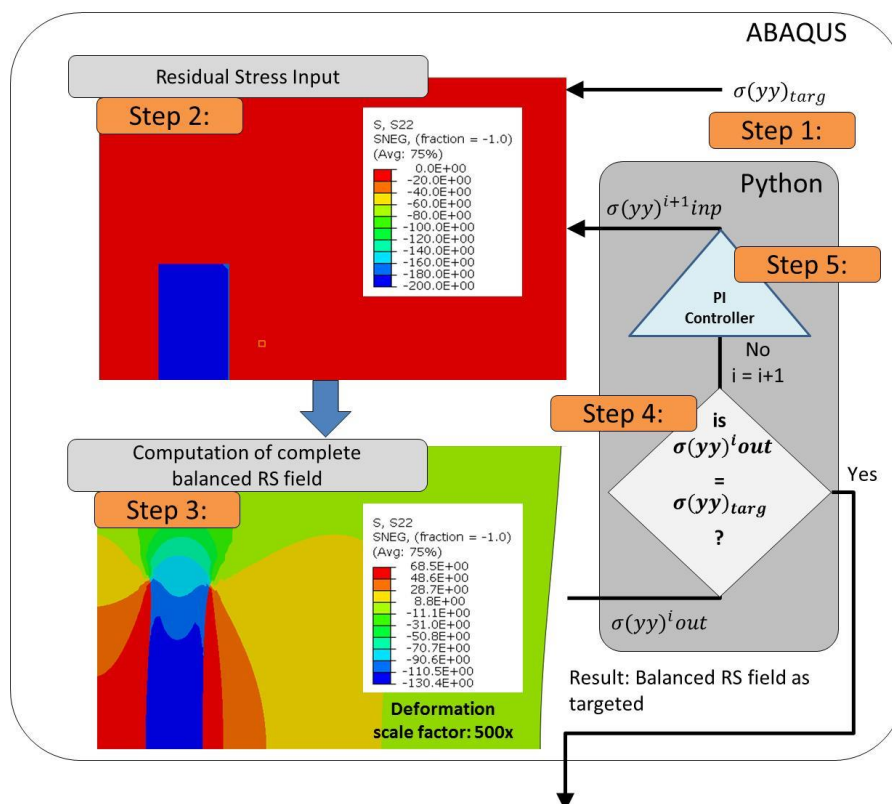 ABAQUS
Residual Stress Input
Step 2:
S, S22
SNEG, (fraction = -1.0)
(Avg: 75%)
0.0E+00
-20.0E+00
-40.0E+00
-60.0E+00
-80.0E+00
-100.0E+00
-120.0E+00
-140.0E+00
-160.0E+00
-180.0E+00
-200.0E+00
σ(yy)targ
Step 1:
Python
σ(yy)^i+1 inp
Step 5:
PI
Controller
No
i = i+1
Step 4:
is
σ(yy)^i out
=
σ(yy)targ
?
Yes
σ(yy)^i out
Computation of complete
balanced RS field
Step 3:
S, S22
SNEG, (fraction = -1.0)
(Avg: 75%)
68.5E+00
48.6E+00
28.7E+00
8.8E+00
-11.1E+00
-31.0E+00
-50.8E+00
-70.7E+00
-90.6E+00
-110.5E+00
-130.4E+00
Deformation
scale factor: 500x
Result: Balanced RS field as
targeted